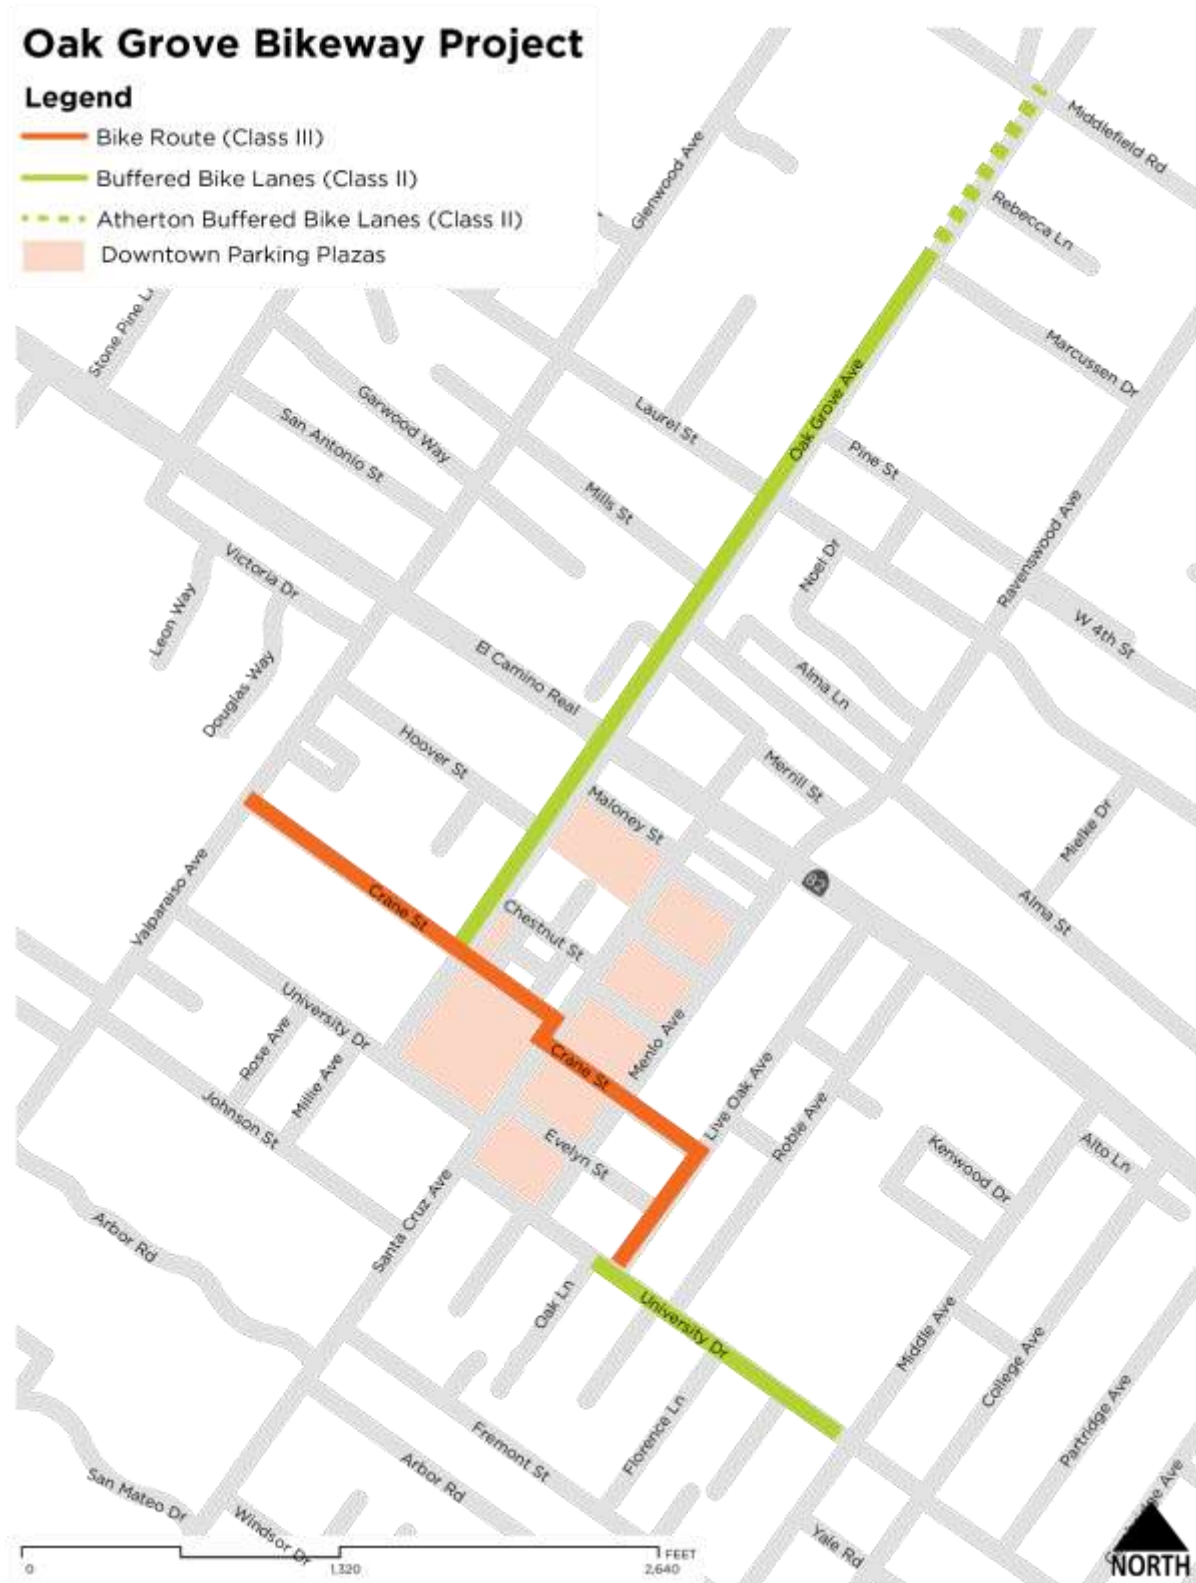 Oak Grove Bikeway Project
Legend
Bike Route (Class III)
Buffered Bike Lanes (Class II)
Atherton Buffered Bike Lanes (Class II)
Downtown Parking Plazas
Middlefield Rd
Glenwood Ave
Rebecca Ln
Stone Pine
Marcussen Dr
Oak Grove Ave
Garwood Way
Laurel St
San Antonio St
Pine St
Mills St
Ravenswood Ave
Noel Dr
Victoria Dr
Leon Way
W 4th St
El Camino Real
Douglas Way
Alma Ln
Hoover St
Merrill St
Maloney St
Mielke Dr
82
Valparaiso Ave
Crane St
Alma St
Chestnut St
University Dr
Menlo Ave
Rose Ave
Millie Ave
Crane St
Live Oak Ave
Johnson St
Roble Ave
Evelyn St
Kenwood Dr
Alto Ln
Santa Cruz Ave
Arbor Rd
Oak Ln
University Dr
Middle Ave
College Ave
Partridge Ave
Florence Ln
Fremont St
Arbor Rd
San Mateo Dr
Windsor Dr
Yale Rd
Ave
NORTH
0 1,320 2,640 FEET